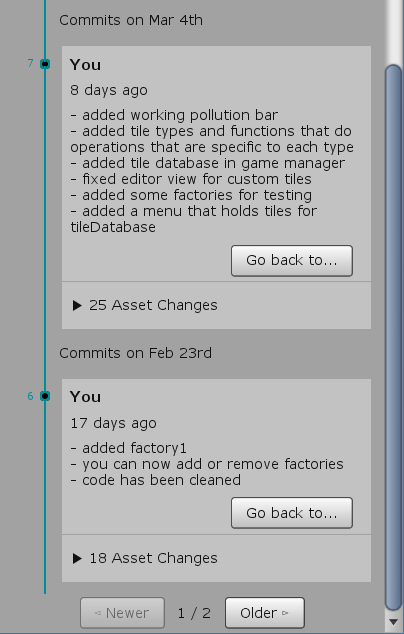 Commits on Mar 4th
7
You
8 days ago
- added working pollution bar
- added tile types and functions that do
operations that are specific to each type
- added tile database in game manager
- fixed editor view for custom tiles
- added some factories for testing
- added a menu that holds tiles for
tileDatabase
Go back to...
▶ 25 Asset Changes
Commits on Feb 23rd
6
You
17 days ago
- added factory1
- you can now add or remove factories
- code has been cleaned
Go back to...
▶ 18 Asset Changes
◅ Newer 1 / 2 Older ▻